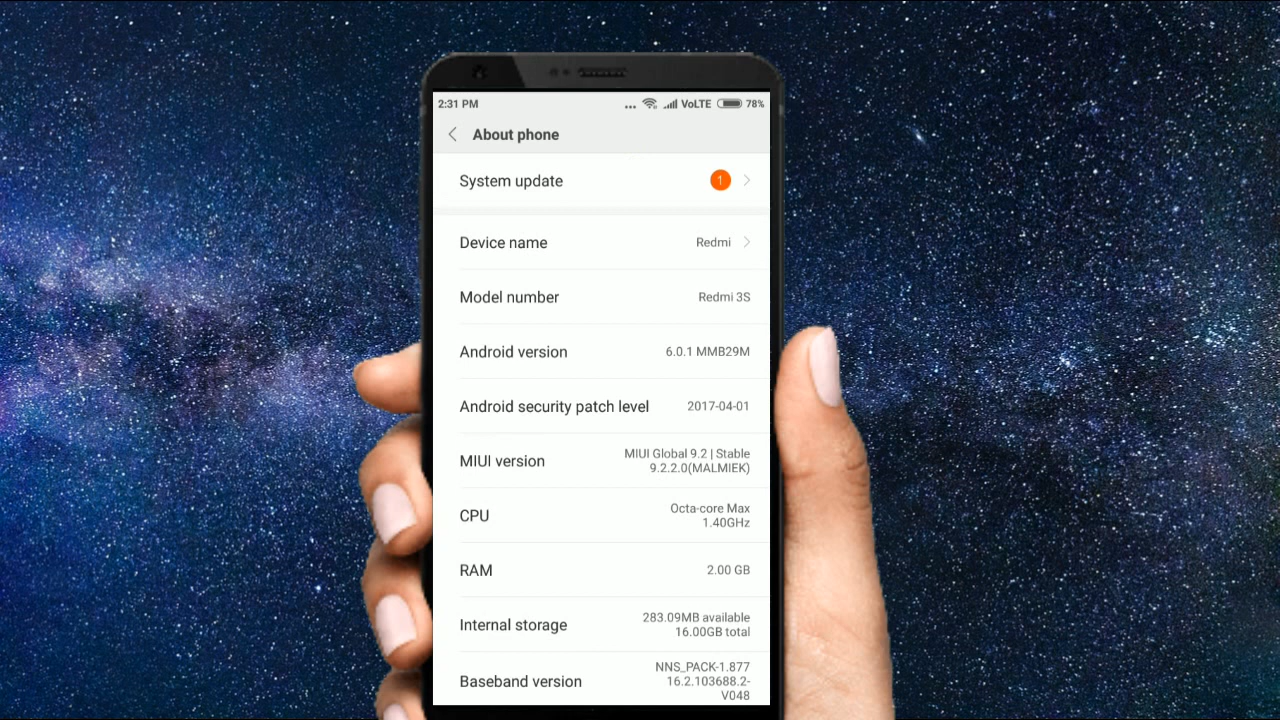 2:31 PM ... VoLTE 78%
About phone
System update 1
Device name Redmi
Model number Redmi 3S
Android version 6.0.1 MMB29M
Android security patch level 2017-04-01
MIUI version MIUI Global 9.2 | Stable
9.2.2.0(MALMIEK)
CPU Octa-core Max
1.40GHz
RAM 2.00 GB
Internal storage 283.09MB available
16.00GB total
Baseband version NNS_PACK-1.877
16.2.103688.2-
V048